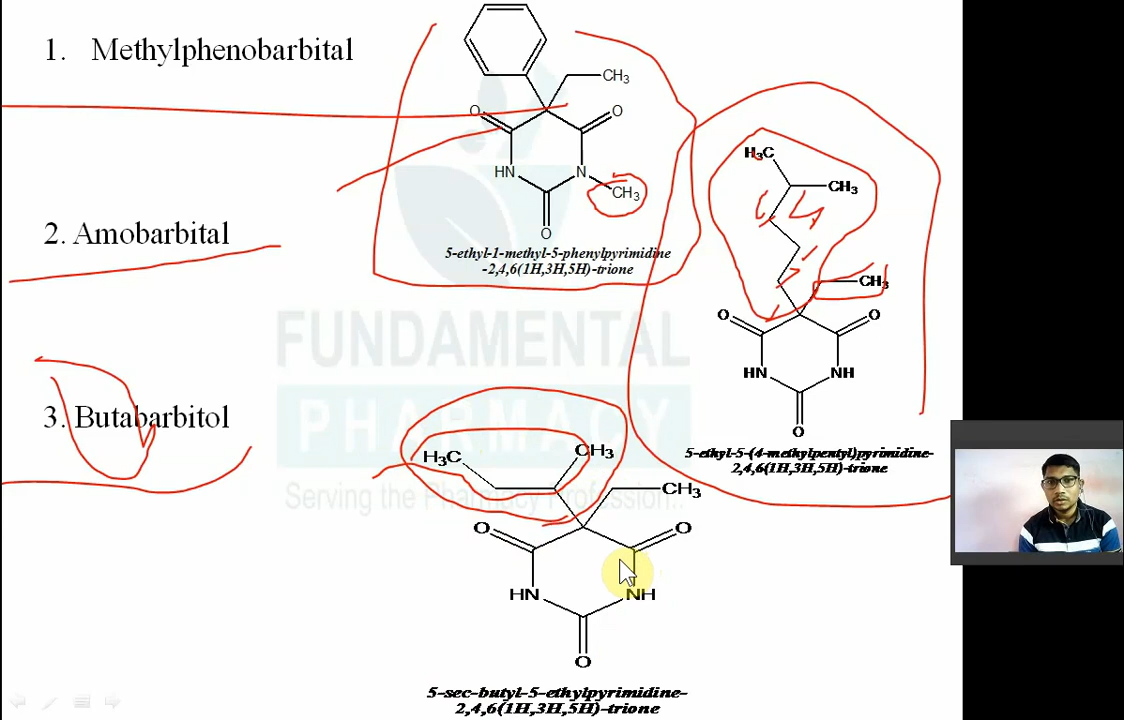 1. Methylphenobarbital
CH3
O
O
HN
N
CH3
O
5-ethyl-1-methyl-5-phenylpyrimidine
-2,4,6(1H,3H,5H)-trione
2. Amobarbital
H3C
CH3
CH3
O
O
HN
NH
O
5-ethyl-5-(4-methylpentyl)pyrimidine-
2,4,6(1H,3H,5H)-trione
FUNDAMENTAL
PHARMACY
Serving the Pharmacy Profession..
3. Butabarbitol
H3C
CH3
CH3
O
O
HN
NH
O
5-sec-butyl-5-ethylpyrimidine-
2,4,6(1H,3H,5H)-trione